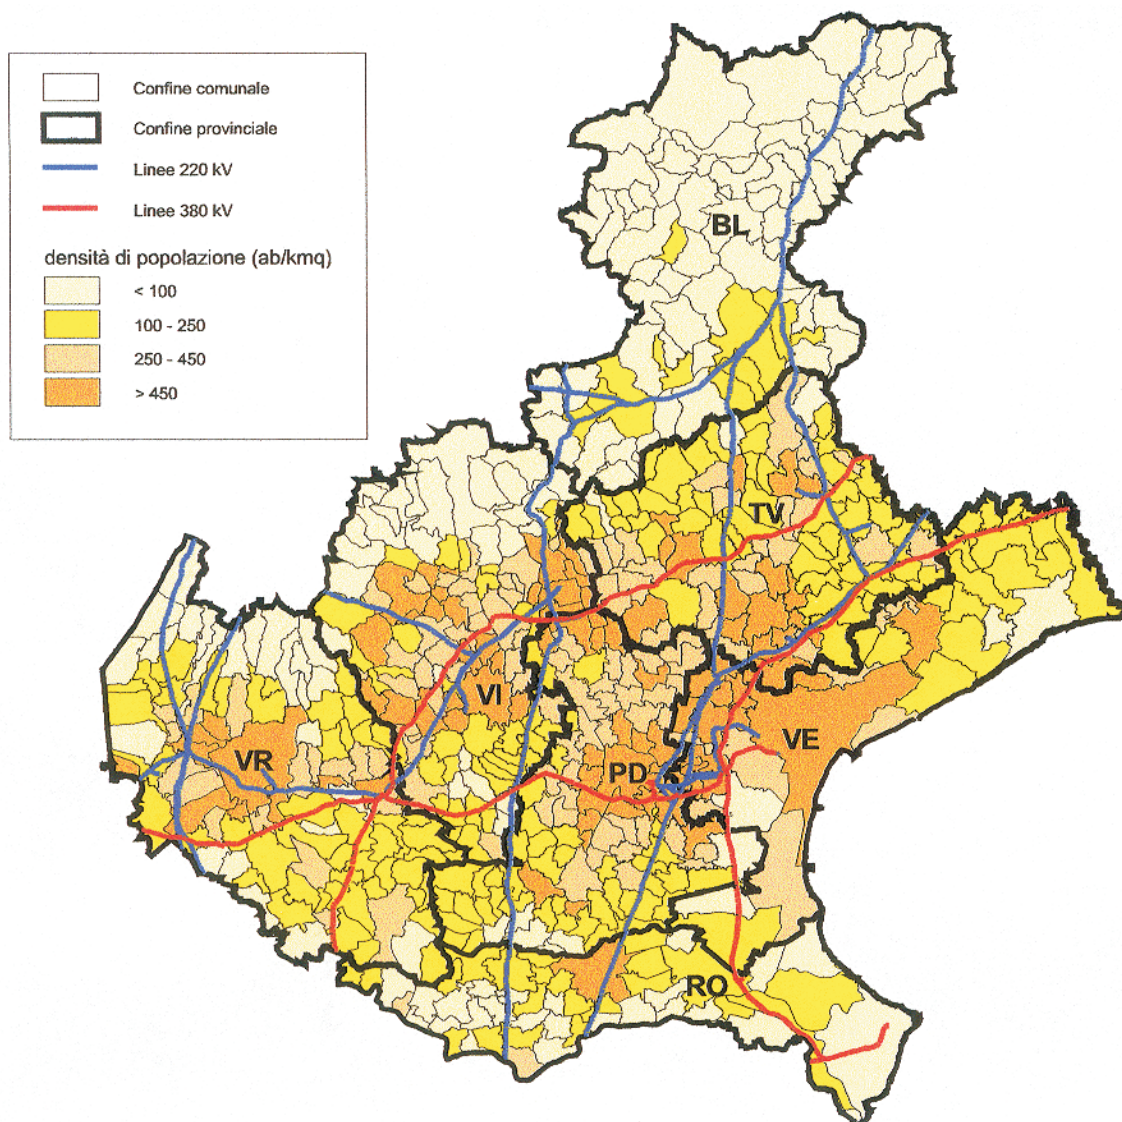 Confine comunale
Confine provinciale
Linee 220 kV
Linee 380 kV
densità di popolazione (ab/kmq)
< 100
100 - 250
250 - 450
> 450
BL
TV
VI
VR
PD
VE
RO